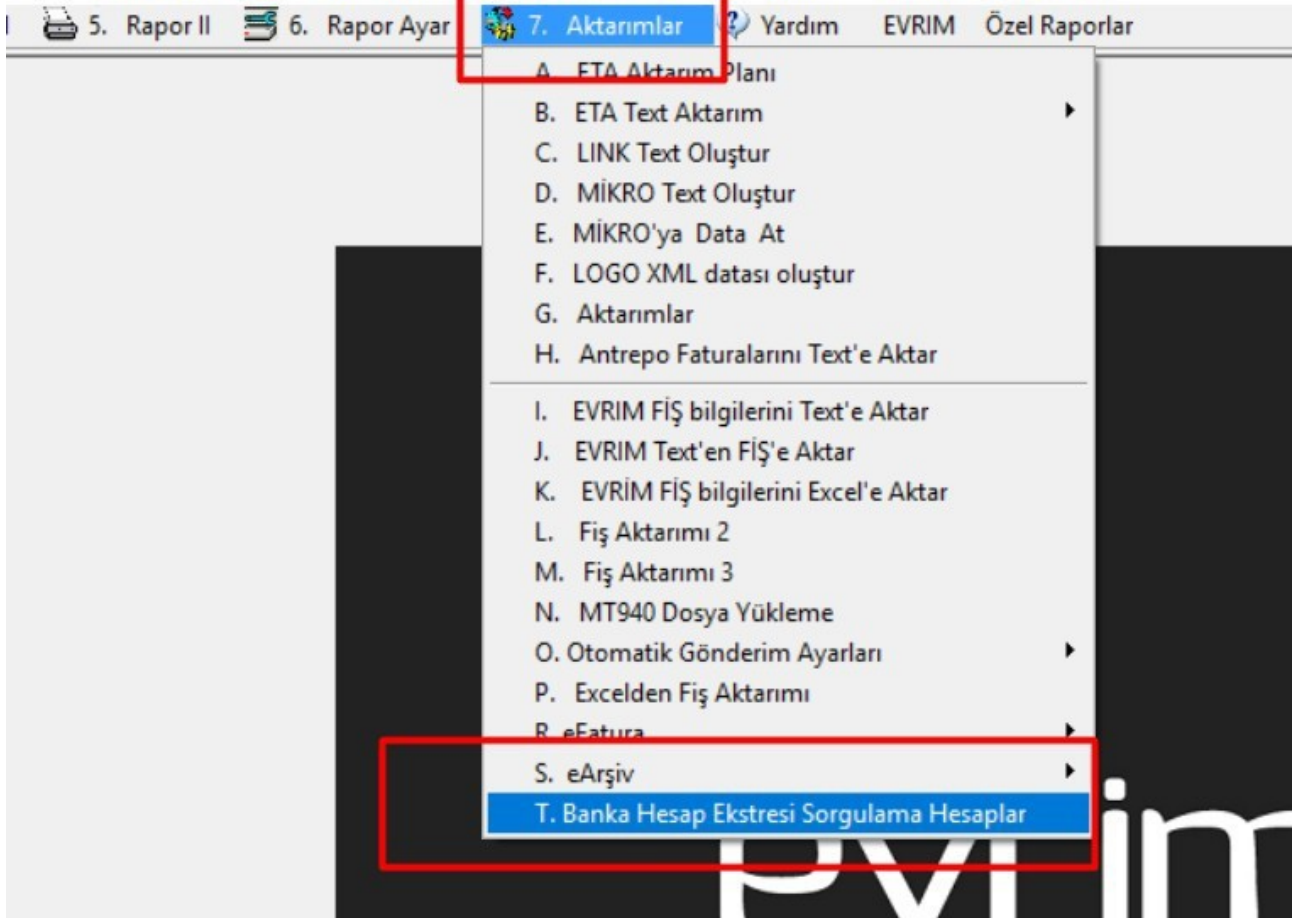 5. Rapor II 6. Rapor Ayar 7. Aktarımlar Yardım EVRIM Özel Raporlar
A. ETA Aktarım Planı
B. ETA Text Aktarım
C. LINK Text Oluştur
D. MİKRO Text Oluştur
E. MİKRO'ya Data At
F. LOGO XML datası oluştur
G. Aktarımlar
H. Antrepo Faturalarını Text'e Aktar
I. EVRIM FİŞ bilgilerini Text'e Aktar
J. EVRIM Text'en FİŞ'e Aktar
K. EVRİM FİŞ bilgilerini Excel'e Aktar
L. Fiş Aktarımı 2
M. Fiş Aktarımı 3
N. MT940 Dosya Yükleme
O. Otomatik Gönderim Ayarları
P. Excelden Fiş Aktarımı
R. eFatura
S. eArşiv
T. Banka Hesap Ekstresi Sorgulama Hesaplar
evrim